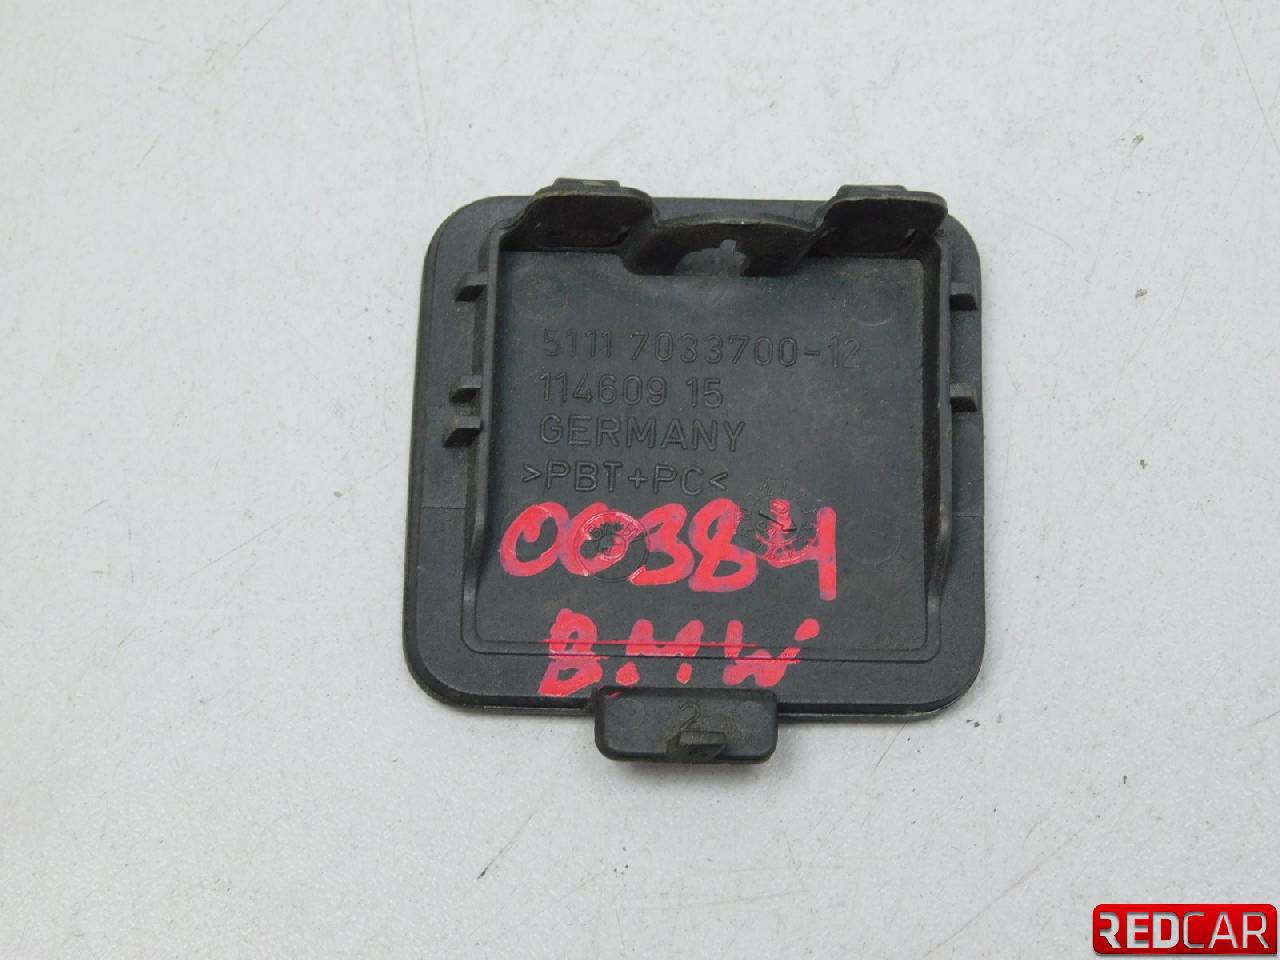 5111 7033700-12
114609 15
GERMANY
>PBT+PC<
00384
BMW
2
REDCAR